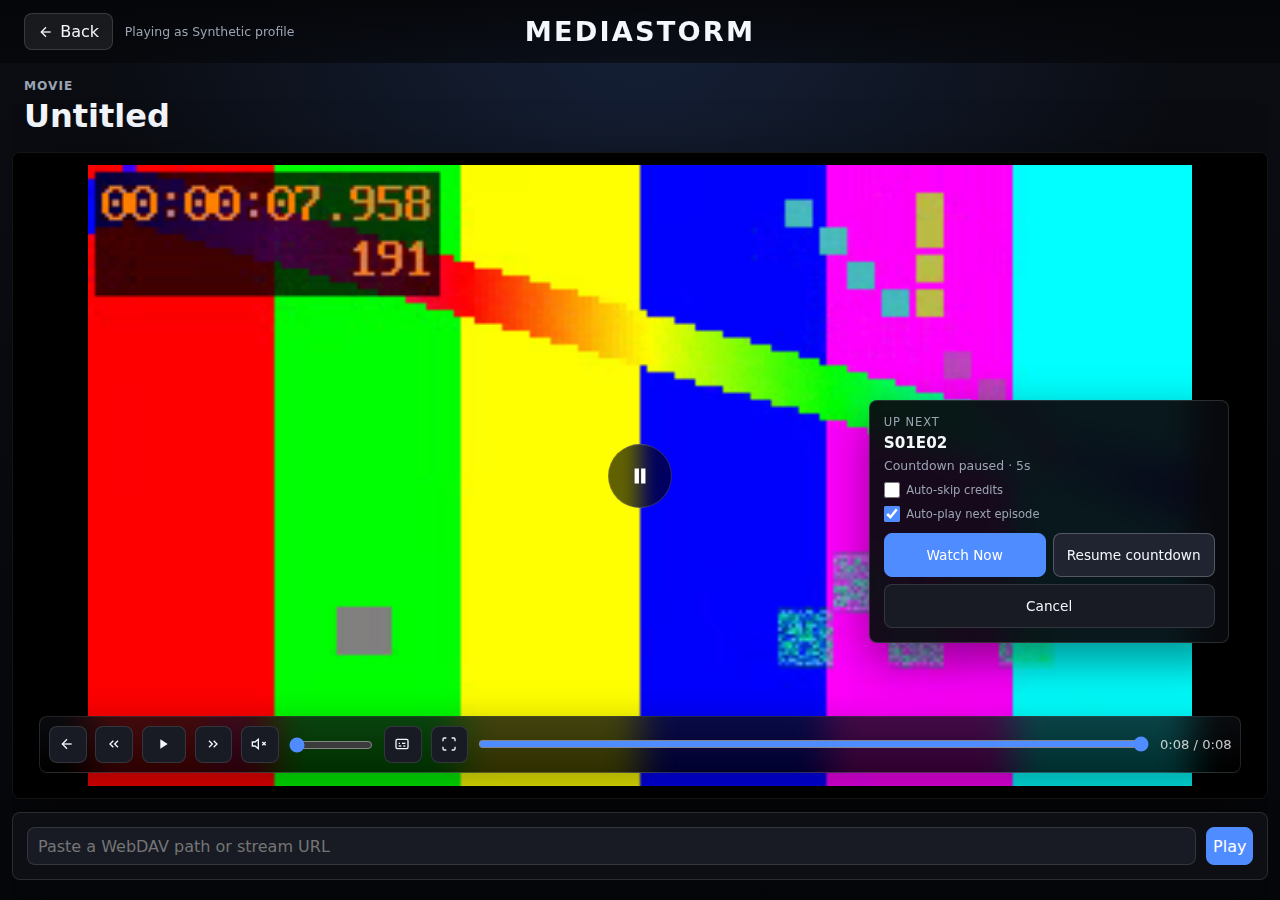 Back
Playing as Synthetic profile
MEDIASTORM
MOVIE
Untitled
00:00:07.958
191
UP NEXT
S01E02
Countdown paused · 5s
Auto-skip credits
Auto-play next episode
Watch Now
Resume countdown
Cancel
0:08 / 0:08
Paste a WebDAV path or stream URL
Play